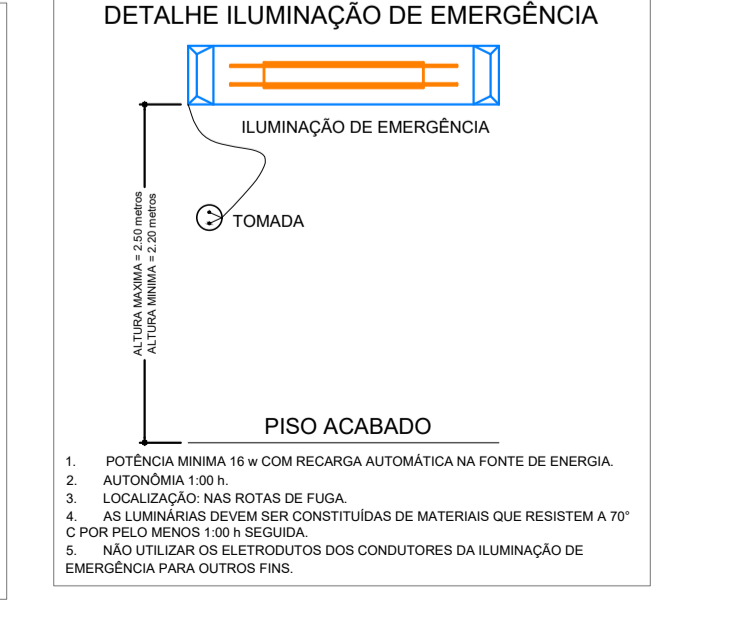 DETALHE ILUMINAÇÃO DE EMERGÊNCIA
ILUMINAÇÃO DE EMERGÊNCIA
TOMADA
ALTURA MAXIMA = 2.50 metros
ALTURA MINIMA = 2.20 metros
PISO ACABADO
1. POTÊNCIA MINIMA 16 w COM RECARGA AUTOMÁTICA NA FONTE DE ENERGIA.
2. AUTONÔMIA 1:00 h.
3. LOCALIZAÇÃO: NAS ROTAS DE FUGA.
4. AS LUMINÁRIAS DEVEM SER CONSTITUÍDAS DE MATERIAIS QUE RESISTEM A 70°
C POR PELO MENOS 1:00 h SEGUIDA.
5. NÃO UTILIZAR OS ELETRODUTOS DOS CONDUTORES DA ILUMINAÇÃO DE
EMERGÊNCIA PARA OUTROS FINS.